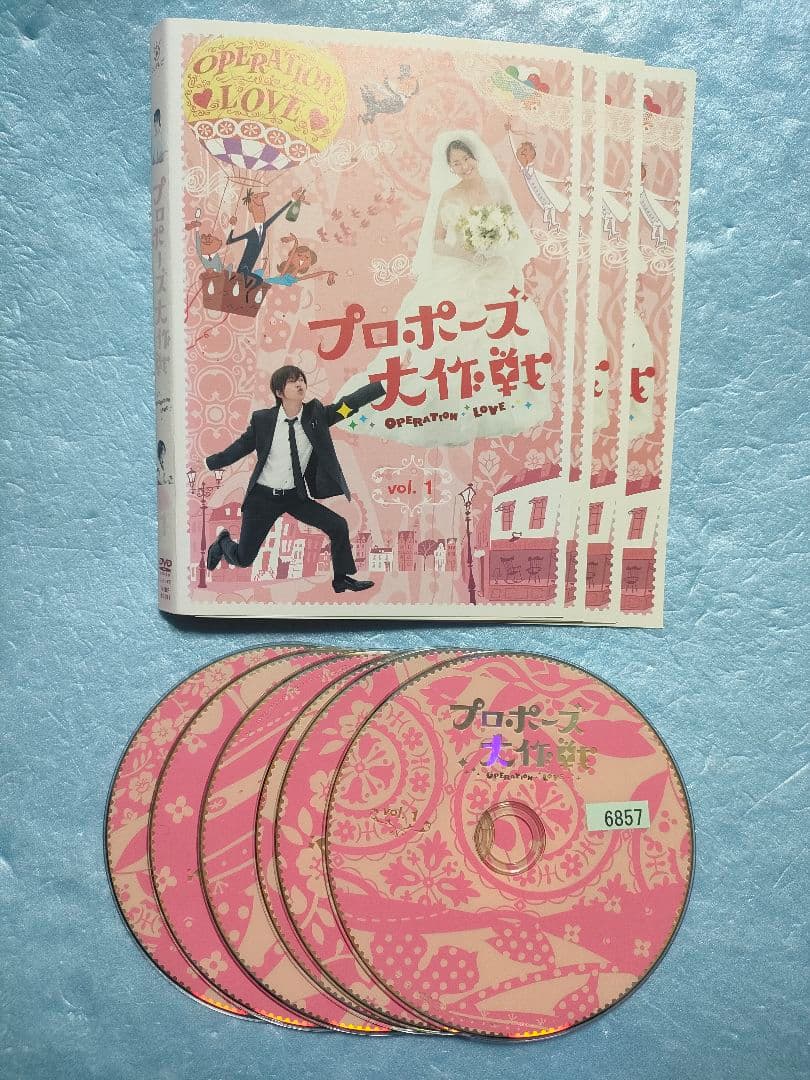 OPERATION
LOVE
プロポーズ
大作戦
OPERATION LOVE
vol. 1
プロポーズ大作戦
DVD
プロポーズ
大作戦
OPERATION LOVE
vol. 1
6857